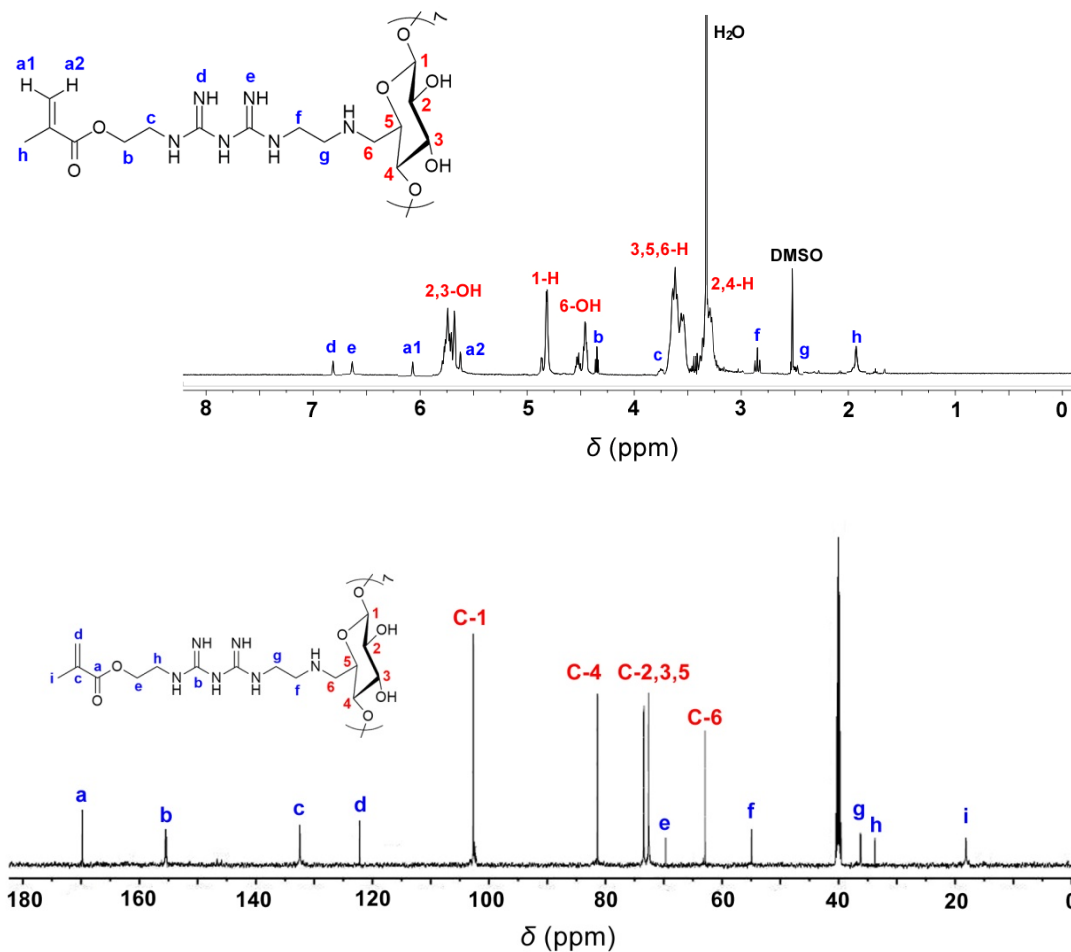 7
a1 a2
H H
d e
NH NH
O
1
OH
2
c f
H
N
5
O
N
H
N
H
N
H
g
6
3
OH
h
O
b
4
O
H₂O
3,5,6-H
DMSO
1-H
2,3-OH
2,4-H
6-OH
d e a1 a2 b c f g h
8 7 6 5 4 3 2 1 0
δ (ppm)
7
O
1
d
NH NH
O
OH
2
h g
H
N
5
a
O
N
H
b
N
H
N
H
f
6
3
OH
i
c
O
e
4
O
C-1
C-4 C-2,3,5
C-6
a b c d e f g h i
180 160 140 120 100 80 60 40 20 0
δ (ppm)